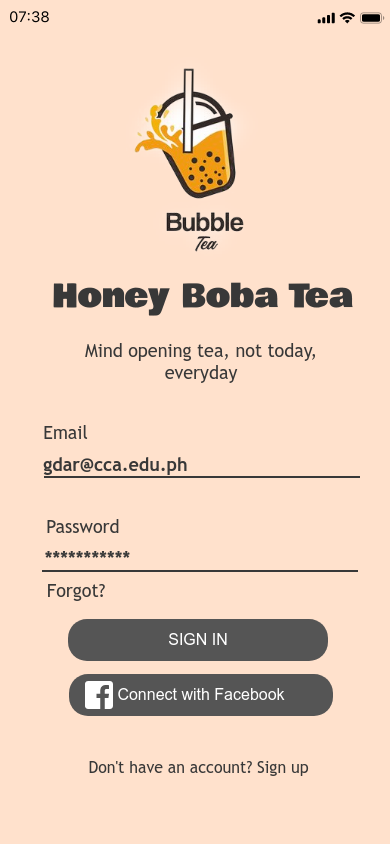 07:38
Bubble
Tea
Honey Boba Tea
Mind opening tea, not today,
everyday
Email
gdar@cca.edu.ph
Password
***********
Forgot?
SIGN IN
Connect with Facebook
Don't have an account? Sign up